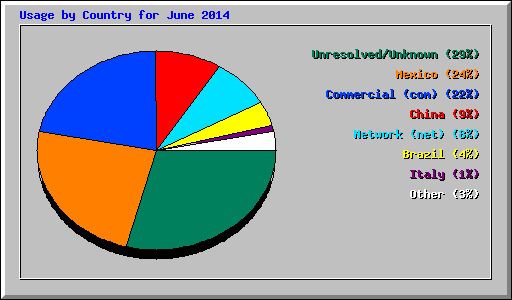 Usage by Country for June 2014
Unresolved/Unknown (29%)
Mexico (24%)
Commercial (com) (22%)
China (9%)
Network (net) (8%)
Brazil (4%)
Italy (1%)
Other (3%)